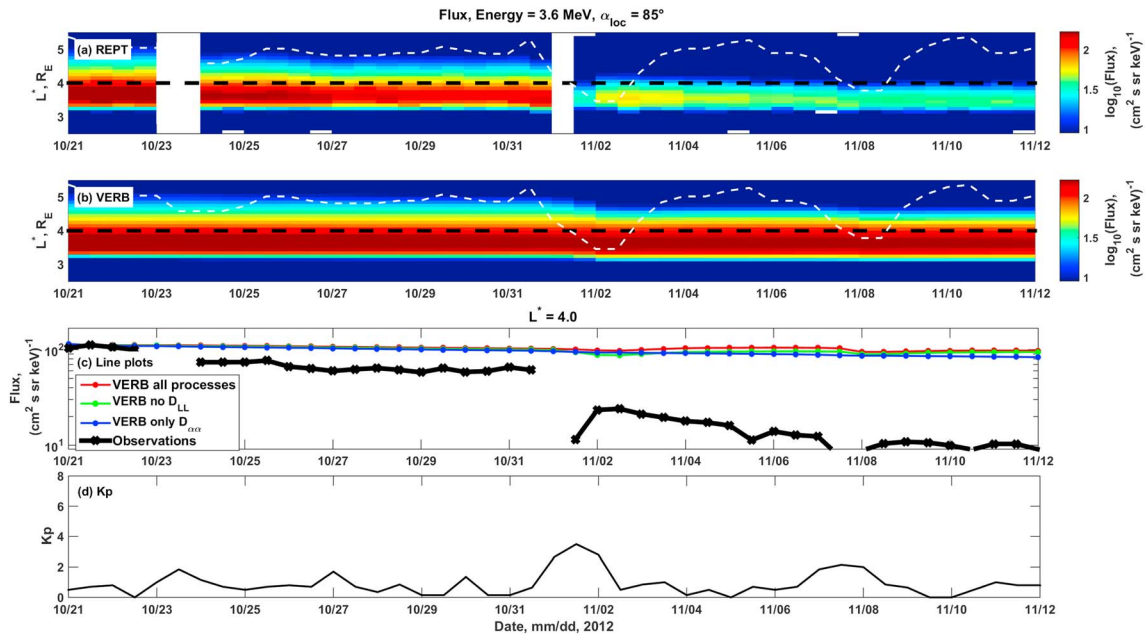 Flux, Energy = 3.6 MeV, α_loc = 85°
(a) REPT
L*, R_E
5
4
3
10/21 10/23 10/25 10/27 10/29 10/31 11/02 11/04 11/06 11/08 11/10 11/12
2
1.5
1
log10(Flux),
(cm² s sr keV)⁻¹
(b) VERB
L*, R_E
5
4
3
10/21 10/23 10/25 10/27 10/29 10/31 11/02 11/04 11/06 11/08 11/10 11/12
2
1.5
1
log10(Flux),
(cm² s sr keV)⁻¹
L* = 4.0
Flux,
(cm² s sr keV)⁻¹
10²
10¹
(c) Line plots
VERB all processes
VERB no D_LL
VERB only D_αα
Observations
10/21 10/23 10/25 10/27 10/29 10/31 11/02 11/04 11/06 11/08 11/10 11/12
(d) Kp
Kp
8
6
4
2
0
10/21 10/23 10/25 10/27 10/29 10/31 11/02 11/04 11/06 11/08 11/10 11/12
Date, mm/dd, 2012